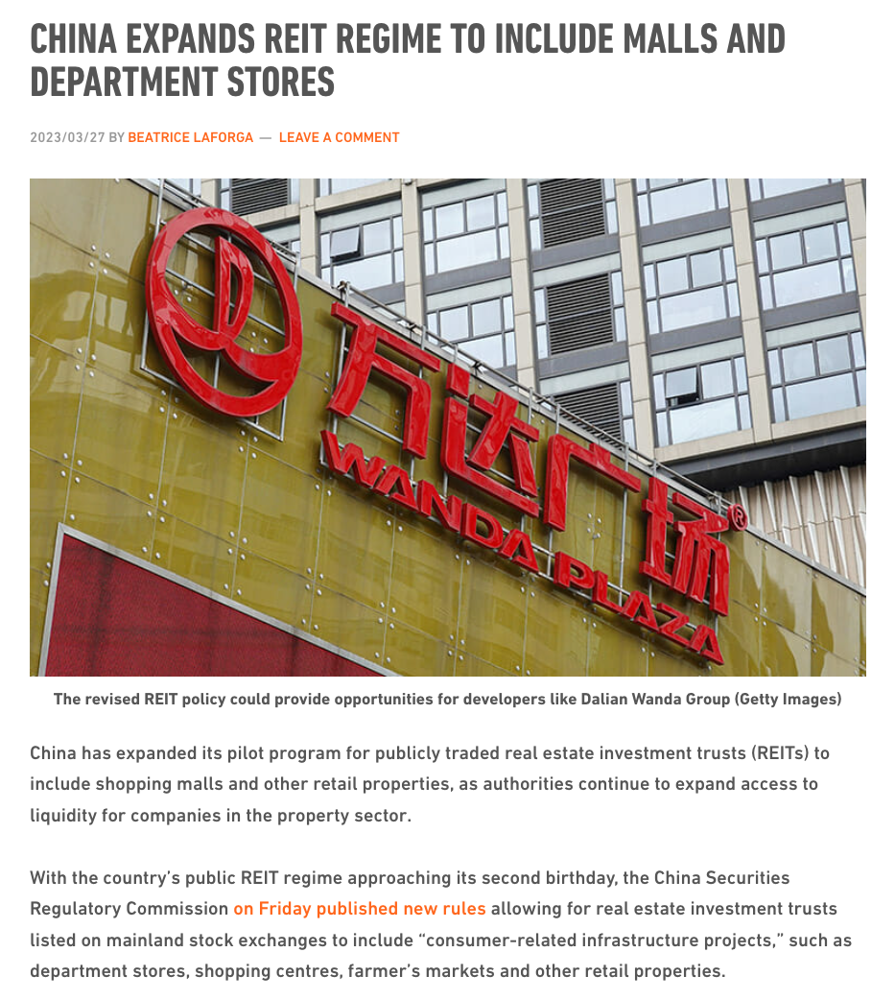 CHINA EXPANDS REIT REGIME TO INCLUDE MALLS AND
DEPARTMENT STORES
2023/03/27 BY BEATRICE LAFORGA — LEAVE A COMMENT
万达广场®
WANDA PLAZA
The revised REIT policy could provide opportunities for developers like Dalian Wanda Group (Getty Images)
China has expanded its pilot program for publicly traded real estate investment trusts (REITs) to
include shopping malls and other retail properties, as authorities continue to expand access to
liquidity for companies in the property sector.
With the country’s public REIT regime approaching its second birthday, the China Securities
Regulatory Commission on Friday published new rules allowing for real estate investment trusts
listed on mainland stock exchanges to include “consumer-related infrastructure projects,” such as
department stores, shopping centres, farmer’s markets and other retail properties.